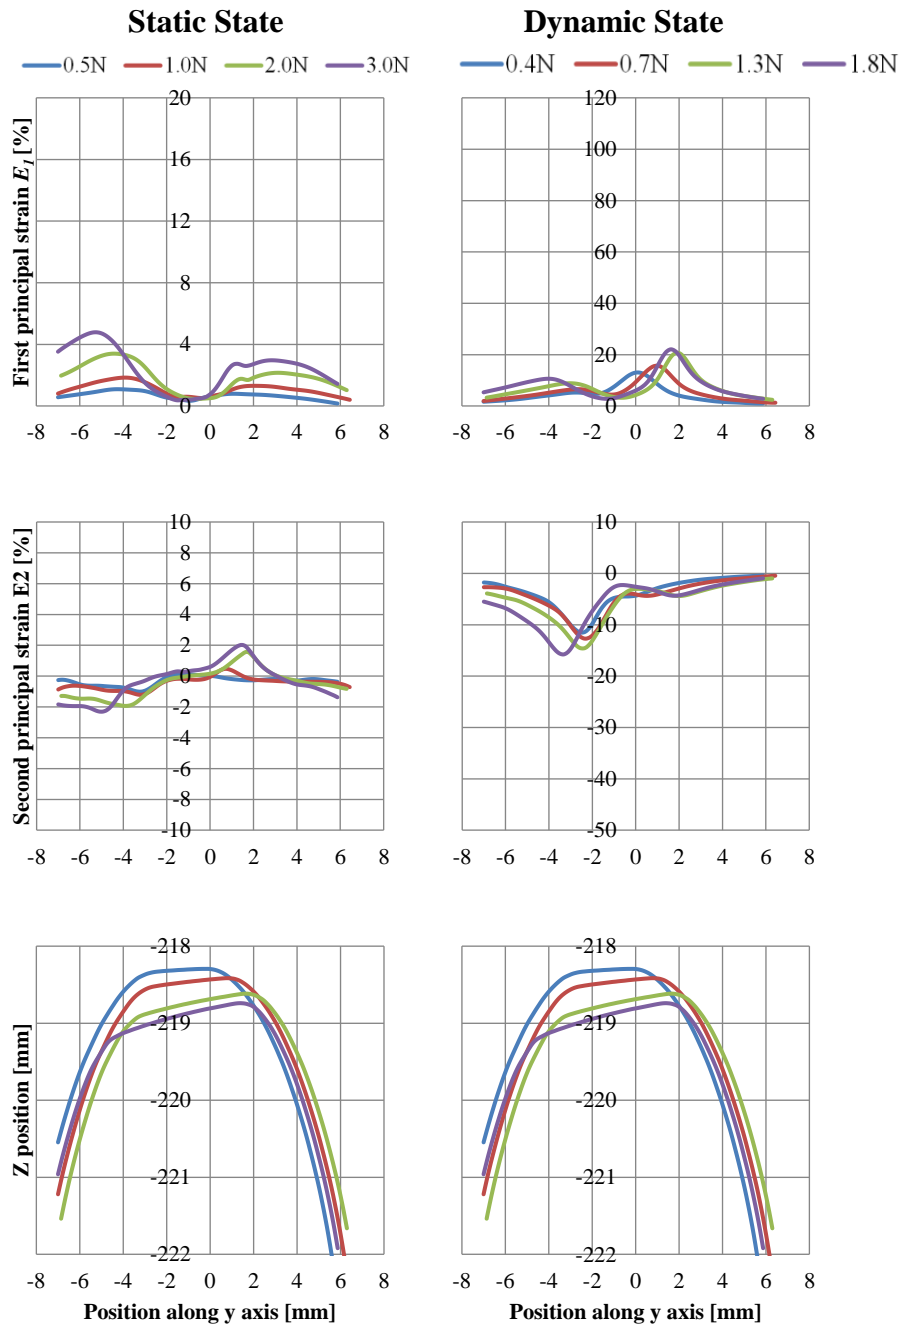 Static State
Dynamic State
0.5N 1.0N 2.0N 3.0N
0.4N 0.7N 1.3N 1.8N
First principal strain E1 [%]
20
16
12
8
4
0
-8 -6 -4 -2 0 2 4 6 8
120
100
80
60
40
20
0
-8 -6 -4 -2 0 2 4 6 8
Second principal strain E2 [%]
10
8
6
4
2
0
-2
-4
-6
-8
-10
-8 -6 -4 -2 0 2 4 6 8
10
0
-10
-20
-30
-40
-50
-8 -6 -4 -2 0 2 4 6 8
Z position [mm]
-218
-219
-220
-221
-222
-8 -6 -4 -2 0 2 4 6 8
Position along y axis [mm]
-218
-219
-220
-221
-222
-8 -6 -4 -2 0 2 4 6 8
Position along y axis [mm]